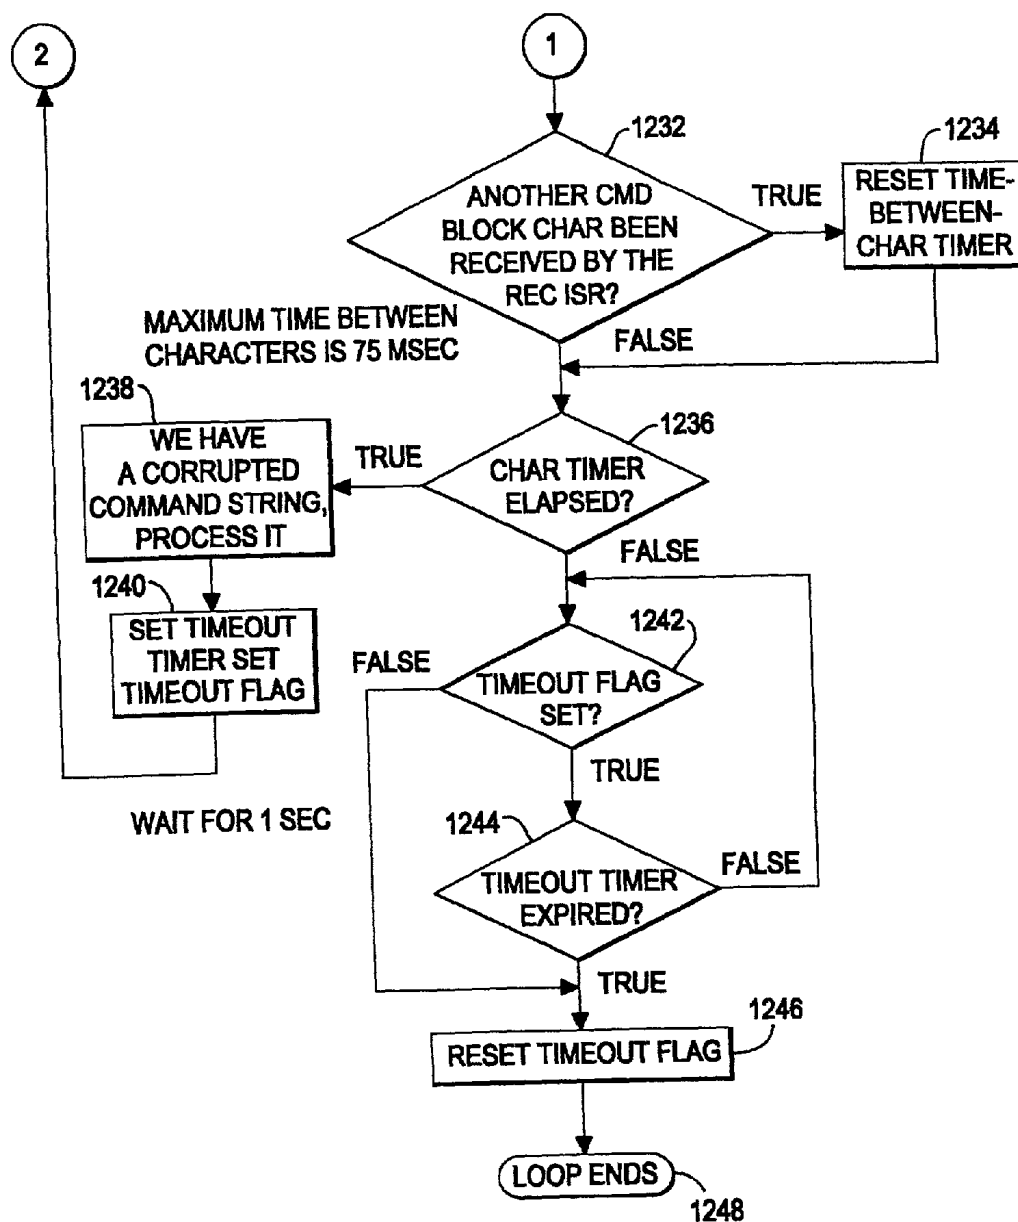 2
1
1232
ANOTHER CMD
BLOCK CHAR BEEN
RECEIVED BY THE
REC ISR?
TRUE
1234
RESET TIME-
BETWEEN-
CHAR TIMER
FALSE
MAXIMUM TIME BETWEEN
CHARACTERS IS 75 MSEC
1238
WE HAVE
A CORRUPTED
COMMAND STRING,
PROCESS IT
TRUE
1236
CHAR TIMER
ELAPSED?
FALSE
1240
SET TIMEOUT
TIMER SET
TIMEOUT FLAG
FALSE
1242
TIMEOUT FLAG
SET?
TRUE
WAIT FOR 1 SEC
1244
TIMEOUT TIMER
EXPIRED?
FALSE
TRUE
1246
RESET TIMEOUT FLAG
LOOP ENDS
1248